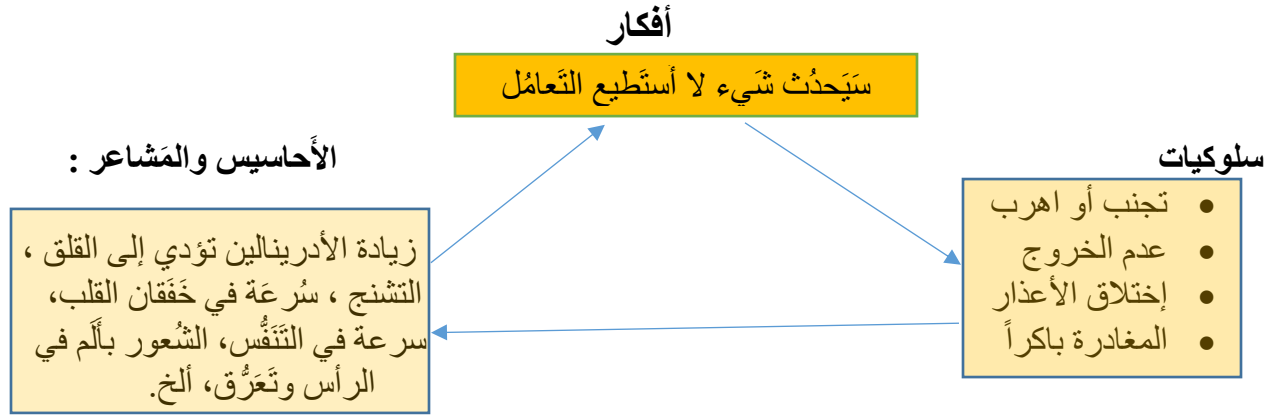 أفكار
سَيَحدُث شَيء لا أستَطيع التَعامُل
سلوكيات
• تجنب أو اهرب
• عدم الخروج
• إختلاق الأعذار
• المغادرة باكراً
الأَحاسيس والمَشاعر :
زيادة الأدرينالين تؤدي إلى القلق ،
التشنج ، سُرعَة في خَفَقان القلب،
سرعة في التَنَفُّس، الشُعور بأَلَم في
الرأس وتَعَرُّق، ألخ.